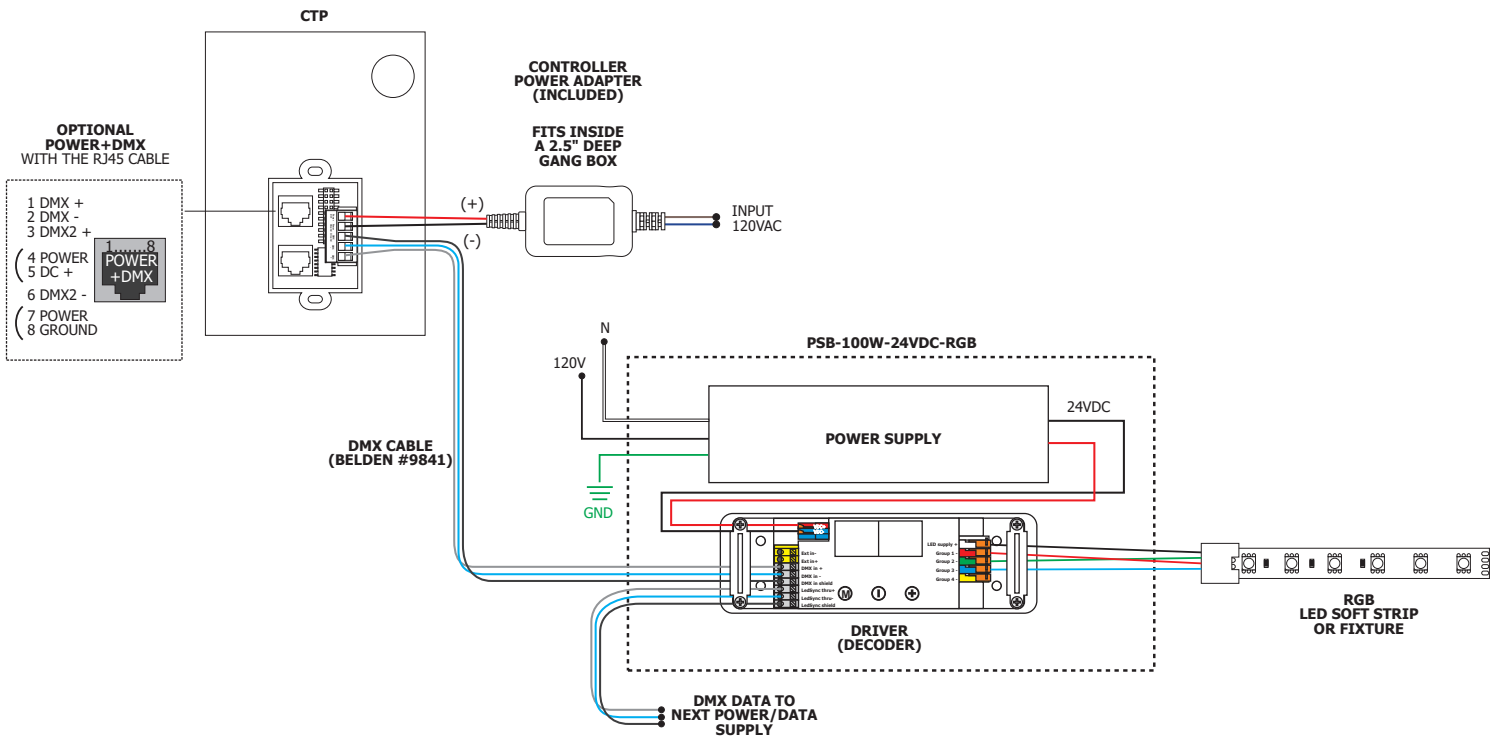 CTP
CONTROLLER
POWER ADAPTER
(INCLUDED)
FITS INSIDE
A 2.5" DEEP
GANG BOX
OPTIONAL
POWER+DMX
WITH THE RJ45 CABLE
1 DMX +
2 DMX -
3 DMX2 +
4 POWER
5 DC +
6 DMX2 -
7 POWER
8 GROUND
1 8
POWER
+DMX
(+)
(-)
INPUT
120VAC
N
120V
PSB-100W-24VDC-RGB
24VDC
POWER SUPPLY
GND
DMX CABLE
(BELDEN #9841)
Ext in-
Ext in+
DMX in +
DMX in -
DMX in shield
LedSync thru+
LedSync thru-
LedSync shield
M
I
+
LED supply +
Group 1 -
Group 2 -
Group 3 -
Group 4 -
DRIVER
(DECODER)
RGB
LED SOFT STRIP
OR FIXTURE
DMX DATA TO
NEXT POWER/DATA
SUPPLY